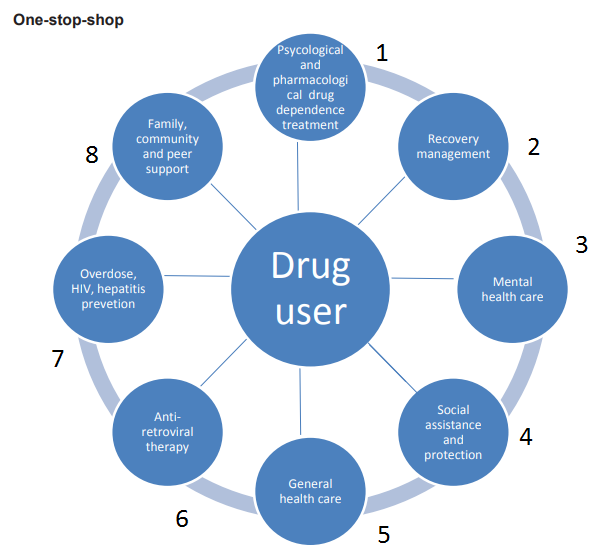 One-stop-shop
1
Psycological
and
pharmacologi
cal drug
dependence
treatment
2
Recovery
management
3
Mental
health care
4
Social
assistance
and
protection
5
General
health care
6
Anti-
retroviral
therapy
7
Overdose,
HIV, hepatitis
prevetion
8
Family,
community
and peer
support
Drug
user